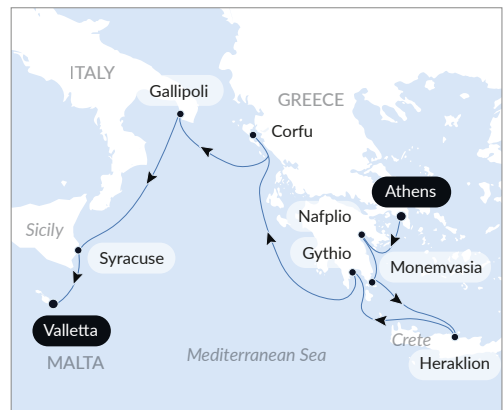 ITALY
Gallipoli
GREECE
Corfu
Athens
Nafplio
Sicily
Gythio
Syracuse
Monemvasia
Valletta
Crete
Mediterranean Sea
MALTA
Heraklion